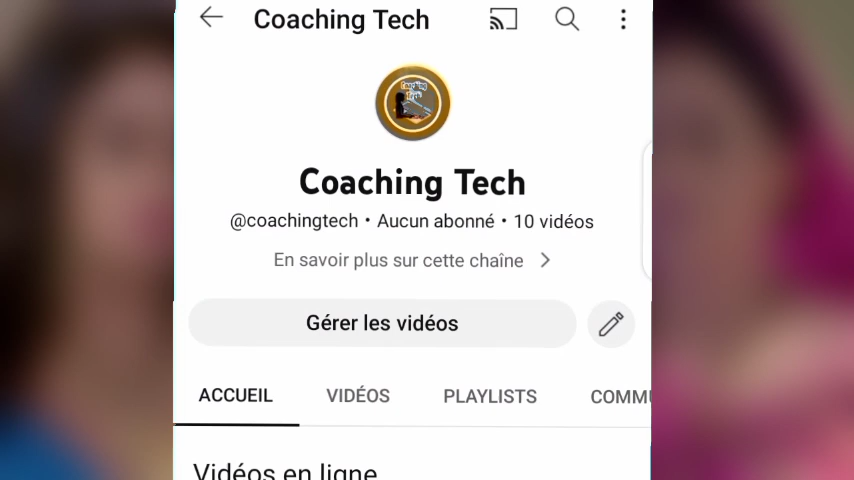 Coaching Tech
Coaching Tech
@coachingtech • Aucun abonné • 10 vidéos
En savoir plus sur cette chaîne
Gérer les vidéos
ACCUEIL VIDÉOS PLAYLISTS COMMU
Vidéos en ligne